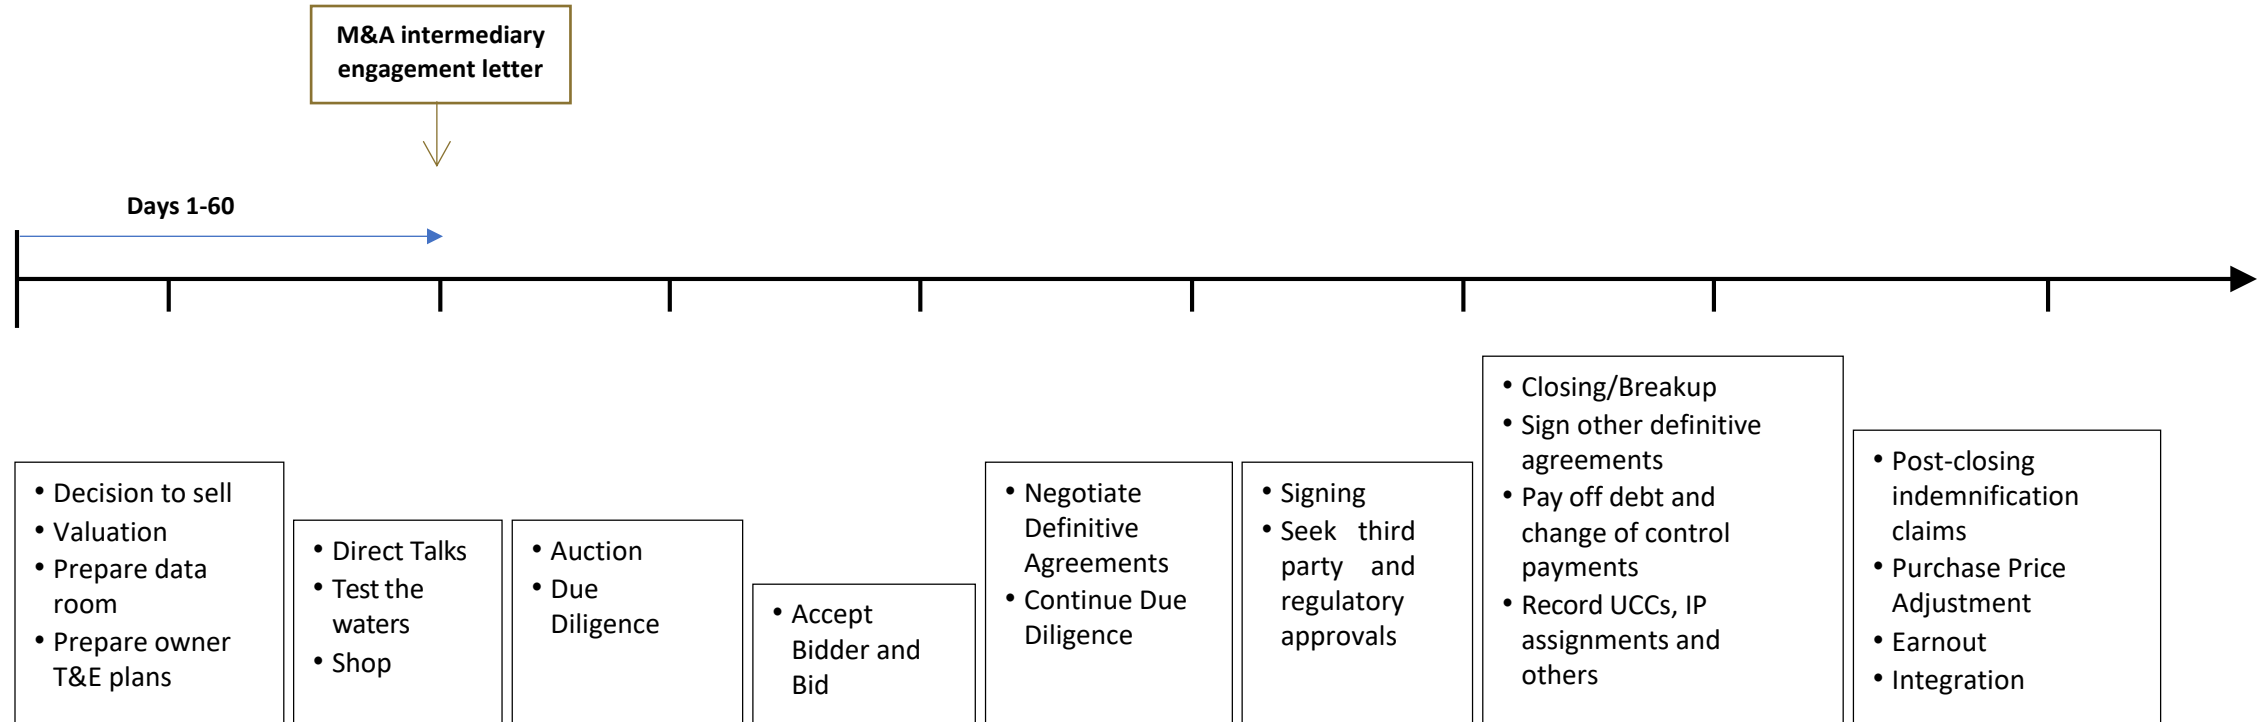 M&A intermediary
engagement letter
Days 1-60
• Decision to sell
• Valuation
• Prepare data
room
• Prepare owner
T&E plans
• Direct Talks
• Test the
waters
• Shop
• Auction
• Due
Diligence
• Accept
Bidder and
Bid
• Negotiate
Definitive
Agreements
• Continue Due
Diligence
• Signing
• Seek third
party and
regulatory
approvals
• Closing/Breakup
• Sign other definitive
agreements
• Pay off debt and
change of control
payments
• Record UCCs, IP
assignments and
others
• Post-closing
indemnification
claims
• Purchase Price
Adjustment
• Earnout
• Integration